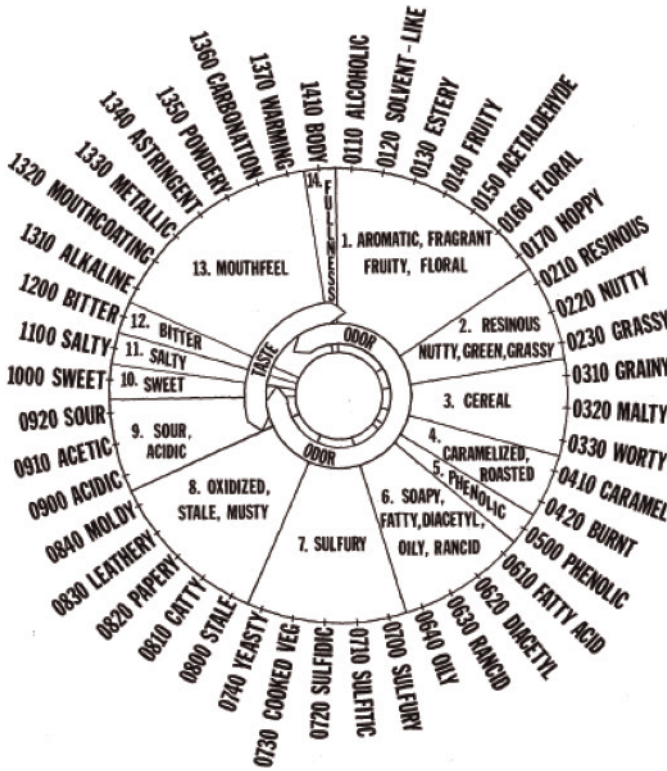 0110 ALCOHOLIC
0120 SOLVENT-LIKE
0130 ESTERY
0140 FRUITY
0150 ACETALDEHYDE
0160 FLORAL
0170 HOPPY
0210 RESINOUS
0220 NUTTY
0230 GRASSY
0310 GRAINY
0320 MALTY
0330 WORTY
0410 CARAMEL
0420 BURNT
0500 PHENOLIC
0610 FATTY ACID
0620 DIACETYL
0630 RANCID
0640 OILY
0700 SULFURY
0710 SULFITIC
0720 SULFIDIC
0730 COOKED VEG
0740 YEASTY
0800 STALE
0810 CATTY
0820 PAPERY
0830 LEATHERY
0840 MOLDY
0900 ACIDIC
0910 ACETIC
0920 SOUR
1000 SWEET
1100 SALTY
1200 BITTER
1310 ALKALINE
1320 MOUTHCOATING
1330 METALLIC
1340 ASTRINGENT
1350 POWDERY
1360 CARBONATION
1370 WARMING
1410 BODY
1. AROMATIC, FRAGRANT
FRUITY, FLORAL
2. RESINOUS
NUTTY, GREEN, GRASSY
3. CEREAL
4.
CARAMELIZED,
ROASTED
5. PHENOLIC
6. SOAPY,
FATTY, DIACETYL,
OILY, RANCID
7. SULFURY
8. OXIDIZED,
STALE, MUSTY
9. SOUR,
ACIDIC
10. SWEET
11. SALTY
12. BITTER
13. MOUTHFEEL
14. FULLNESS
ODOR
TASTE
ODOR